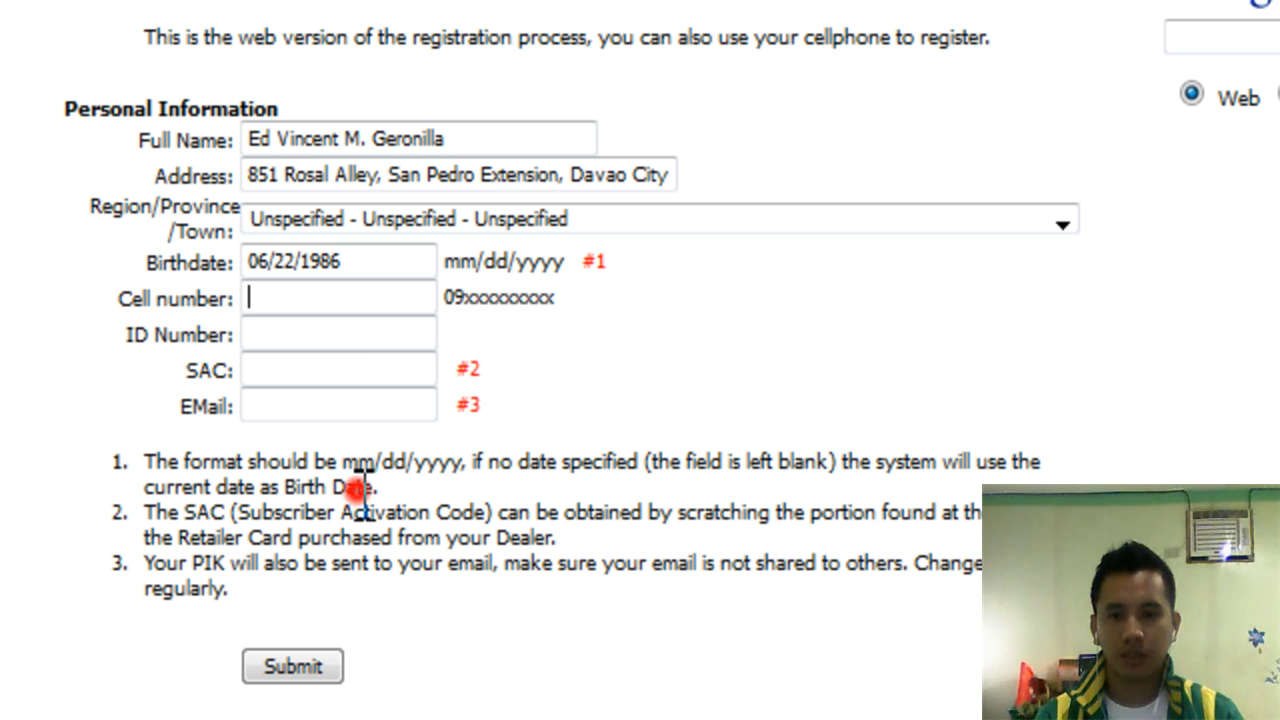 This is the web version of the registration process, you can also use your cellphone to register.
Web
Personal Information
Full Name: Ed Vincent M. Geronilla
Address: 851 Rosal Alley, San Pedro Extension, Davao City
Region/Province
/Town: Unspecified - Unspecified - Unspecified
Birthdate: 06/22/1986 mm/dd/yyyy #1
Cell number: 09xxxxxxxxx
ID Number:
SAC: #2
EMail: #3
1. The format should be mm/dd/yyyy, if no date specified (the field is left blank) the system will use the
current date as Birth Date.
2. The SAC (Subscriber Activation Code) can be obtained by scratching the portion found at th
the Retailer Card purchased from your Dealer.
3. Your PIK will also be sent to your email, make sure your email is not shared to others. Change
regularly.
Submit